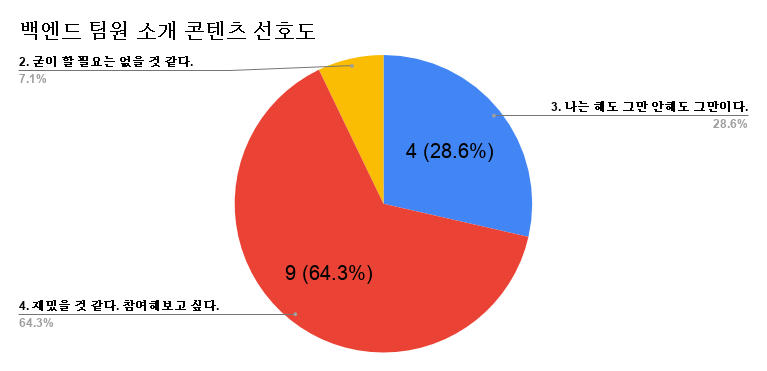 백엔드 팀원 소개 콘텐츠 선호도
2. 굳이 할 필요는 없을 것 같다.
7.1%
3. 나는 해도 그만 안해도 그만이다.
28.6%
4 (28.6%)
9 (64.3%)
4. 재밌을 것 같다. 참여해보고 싶다.
64.3%